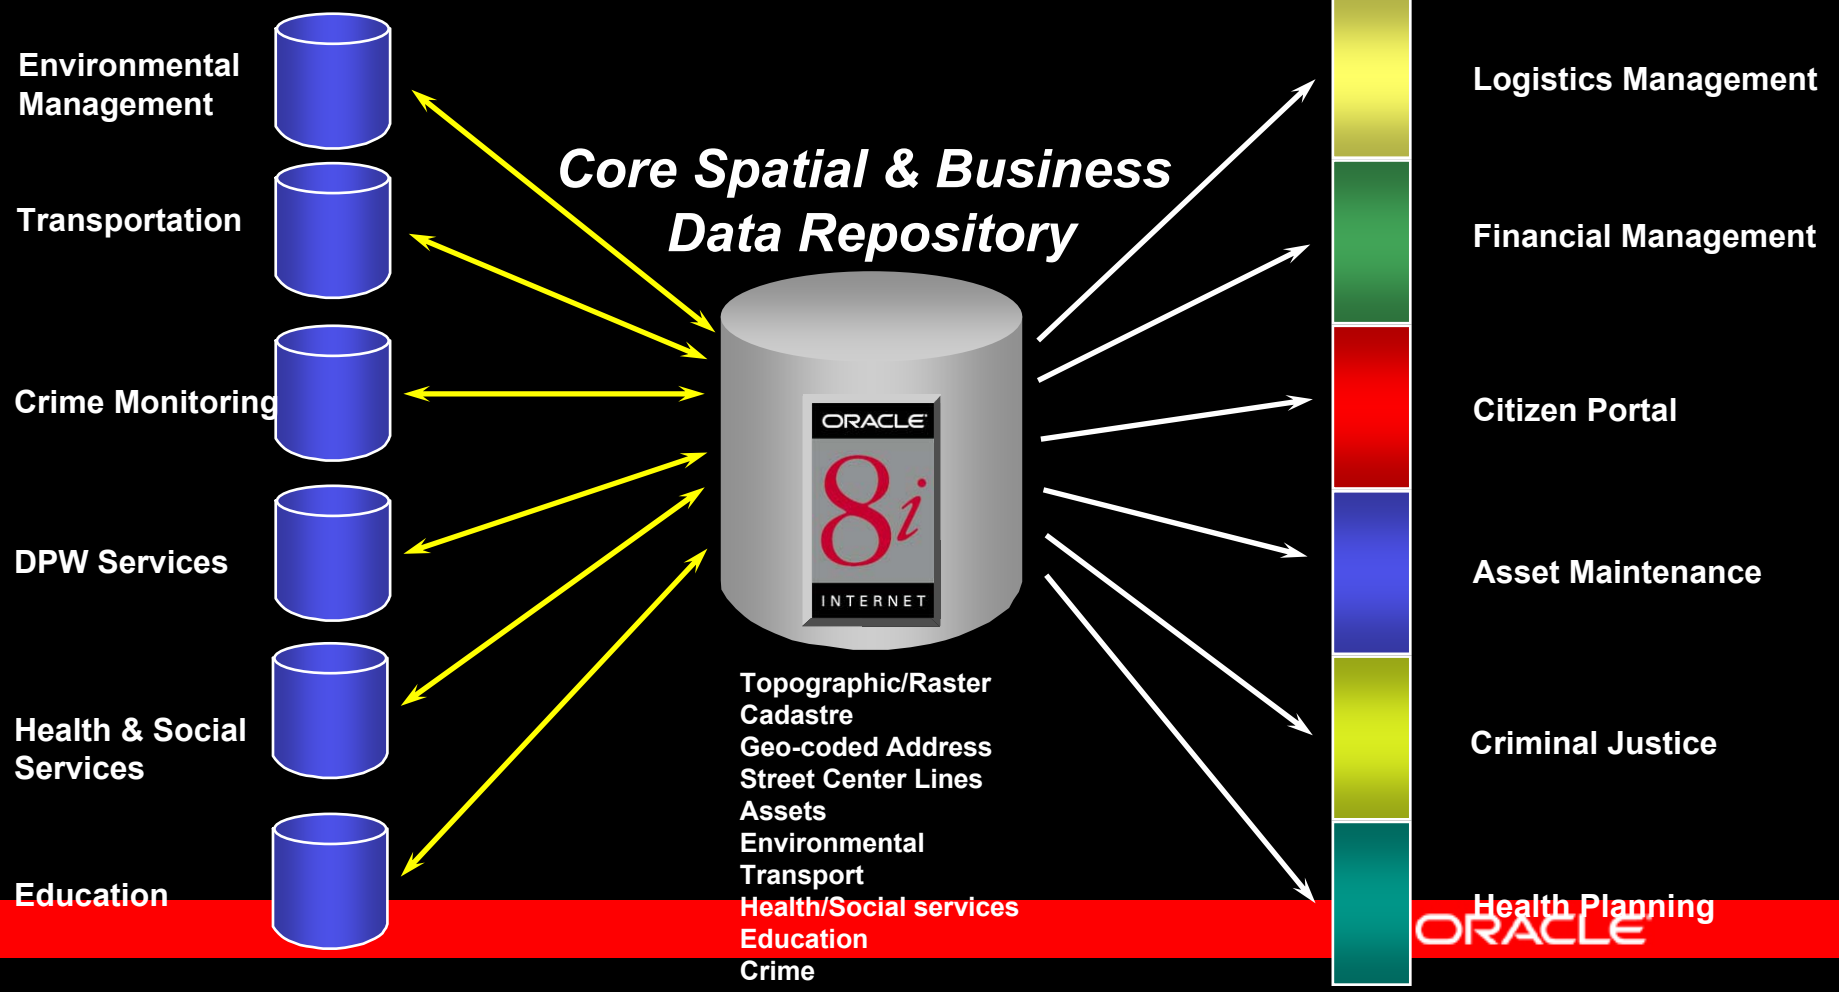 Environmental
Management
Transportation
Crime Monitoring
DPW Services
Health & Social
Services
Education
Core Spatial & Business
Data Repository
ORACLE
8i
INTERNET
Topographic/Raster
Cadastre
Geo-coded Address
Street Center Lines
Assets
Environmental
Transport
Health/Social services
Education
Crime
Logistics Management
Financial Management
Citizen Portal
Asset Maintenance
Criminal Justice
Health Planning
ORACLE